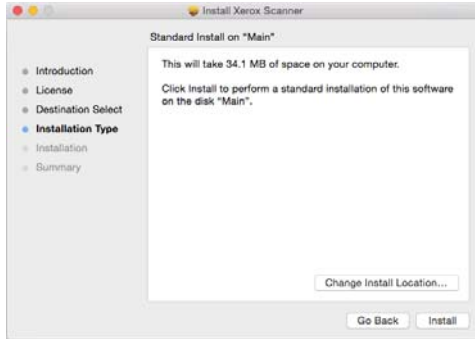 Install Xerox Scanner
Standard Install on "Main"
Introduction
License
Destination Select
Installation Type
Installation
Summary
This will take 34.1 MB of space on your computer.
Click Install to perform a standard installation of this software
on the disk "Main".
Change Install Location...
Go Back
Install